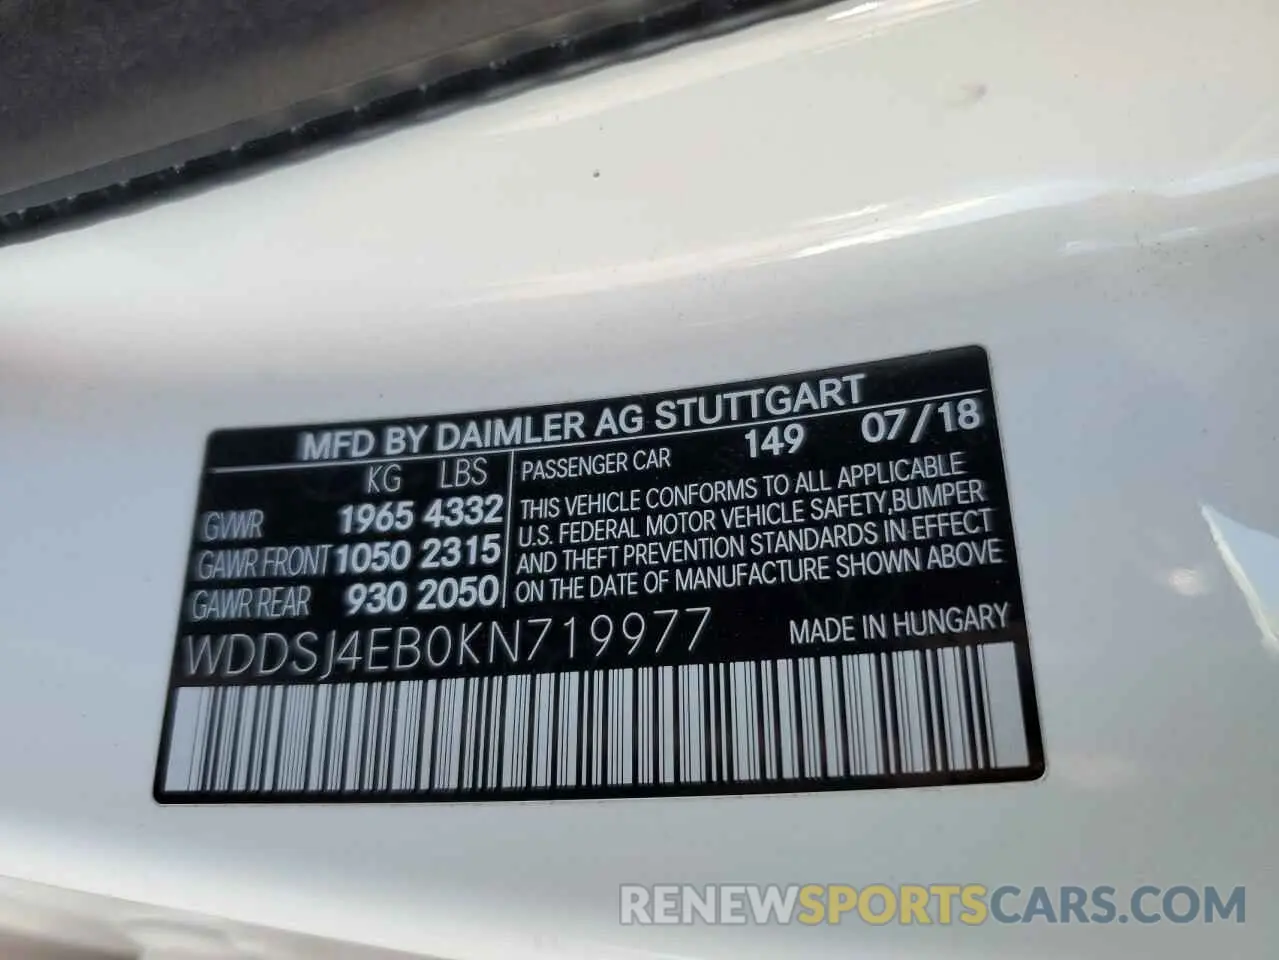 MFD BY DAIMLER AG STUTTGART
KG LBS PASSENGER CAR 149 07/18
GVWR 1965 4332
GAWR FRONT 1050 2315
GAWR REAR 930 2050
THIS VEHICLE CONFORMS TO ALL APPLICABLE
U.S. FEDERAL MOTOR VEHICLE SAFETY, BUMPER
AND THEFT PREVENTION STANDARDS IN EFFECT
ON THE DATE OF MANUFACTURE SHOWN ABOVE
WDDSJ4EB0KN719977 MADE IN HUNGARY
RENEWSPORTSCARS.COM